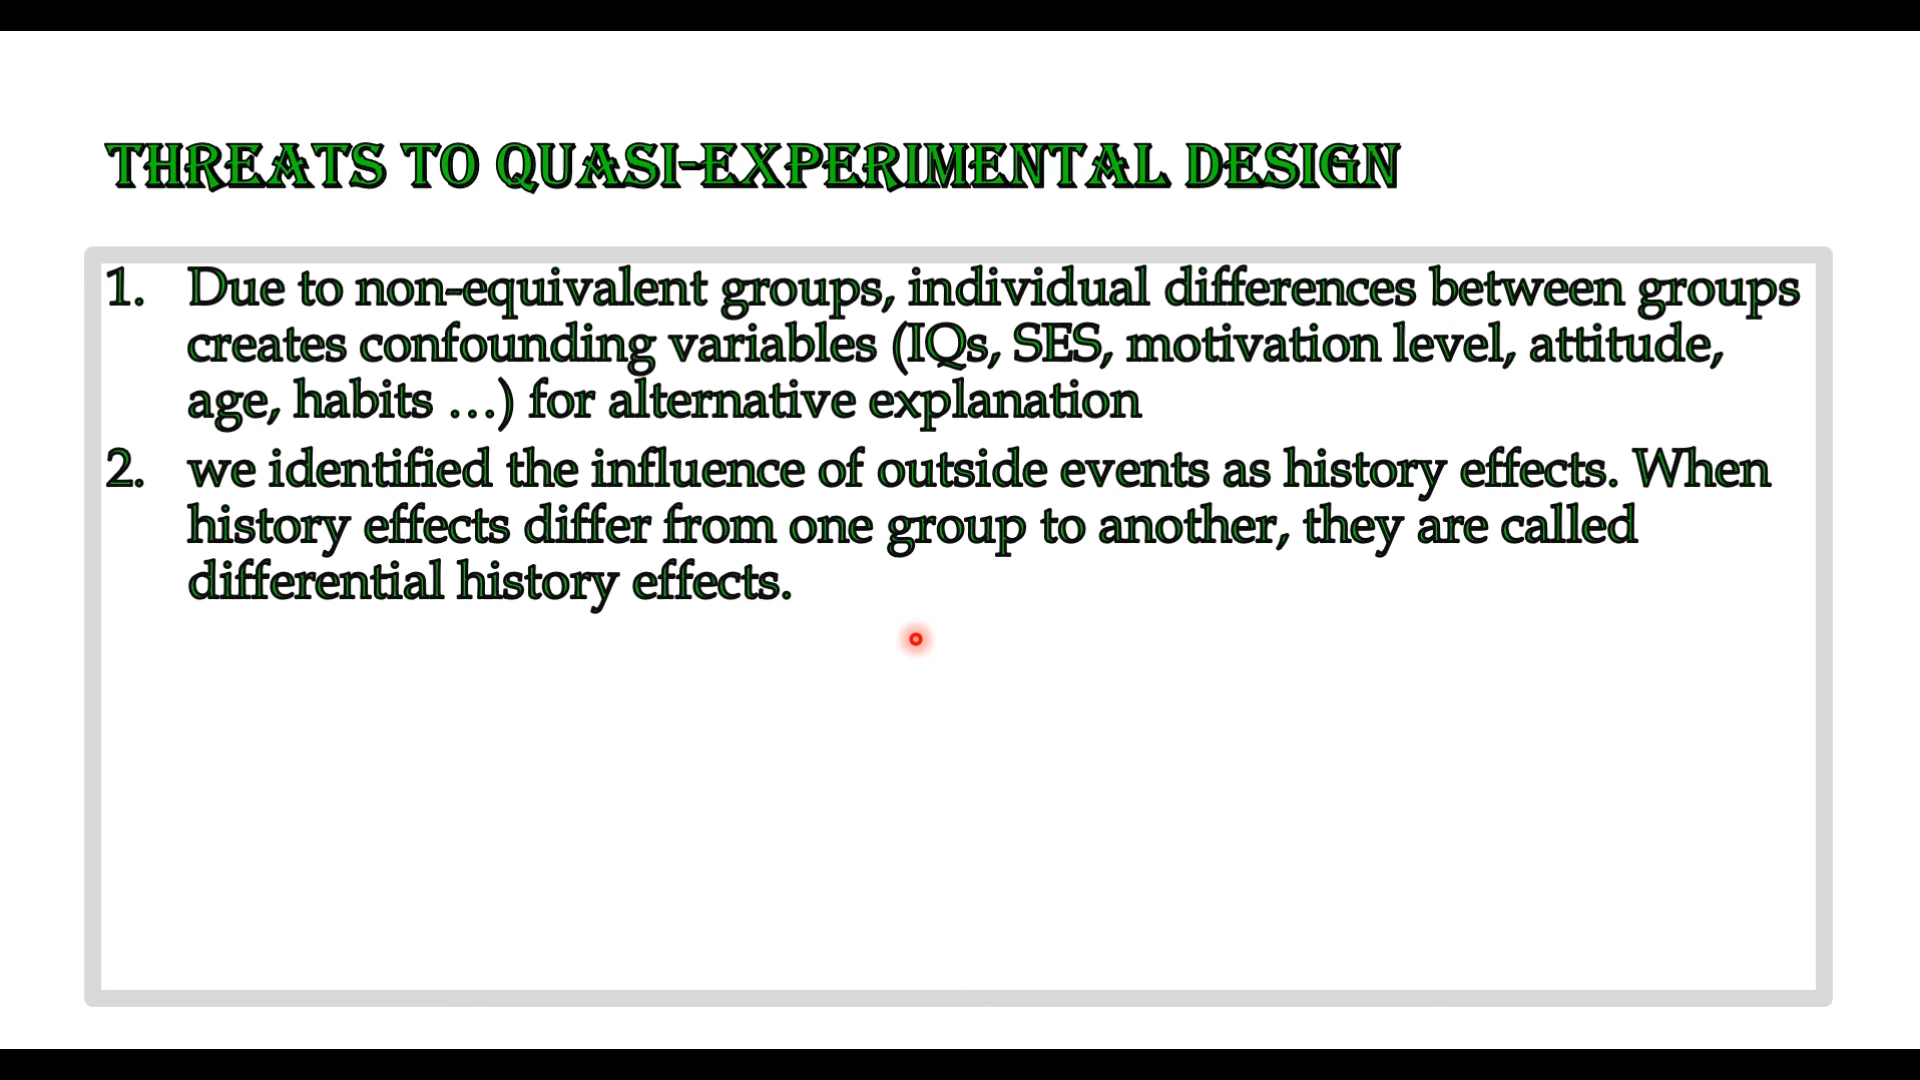 THREATS TO QUASI-EXPERIMENTAL DESIGN
1. Due to non-equivalent groups, individual differences between groups
creates confounding variables (IQs, SES, motivation level, attitude,
age, habits …) for alternative explanation
2. we identified the influence of outside events as history effects. When
history effects differ from one group to another, they are called
differential history effects.